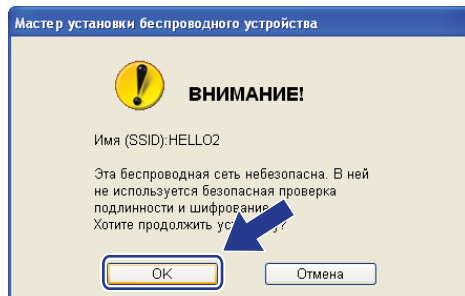 Мастер установки беспроводного устройства
ВНИМАНИЕ!
Имя (SSID):HELLO2
Эта беспроводная сеть небезопасна. В ней
не используется безопасная проверка
подлинности и шифрование.
Хотите продолжить установку?
OK
Отмена